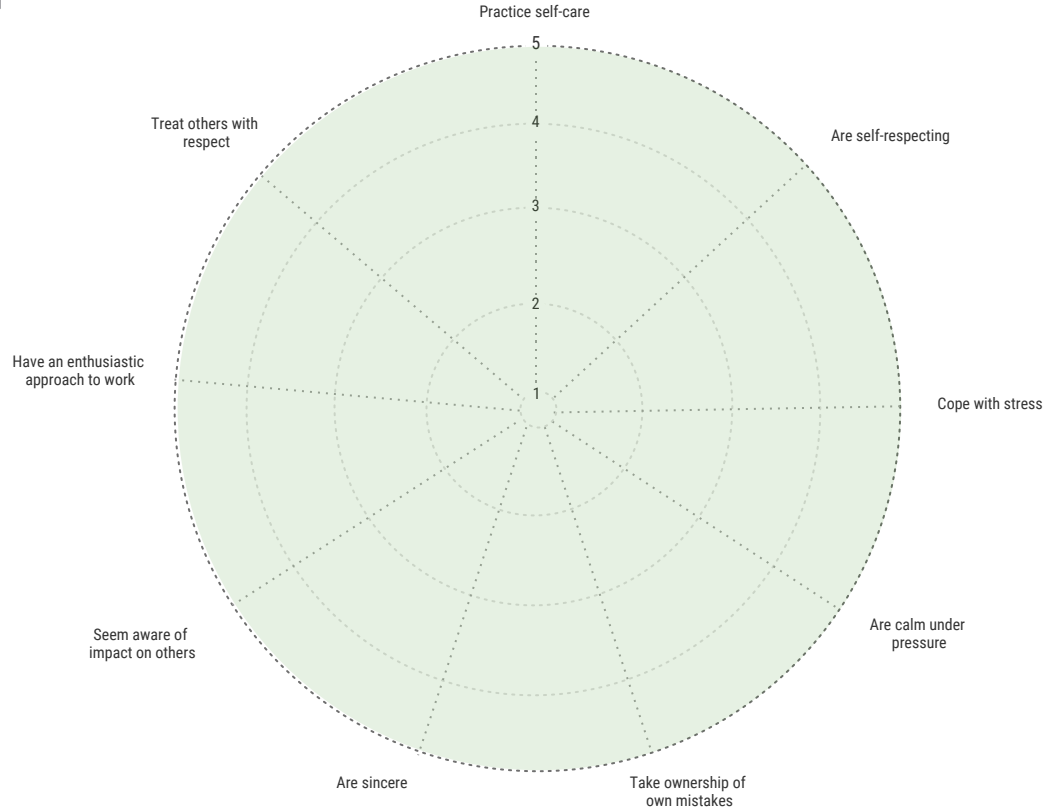 Practice self-care
5
Treat others with
respect
4
Are self-respecting
3
2
Have an enthusiastic
approach to work
1
Cope with stress
Seem aware of
impact on others
Are calm under
pressure
Are sincere
Take ownership of
own mistakes